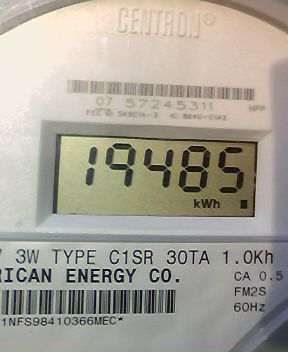 CENTRON®
07 57245311
19485
kWh
3W TYPE C1SR 30TA 1.0Kh
RICAN ENERGY CO.
CA 0.5
FM2S
60Hz
1NFS98410366MEC*